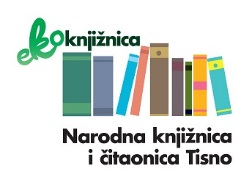 eko knjižnica
Narodna knjižnica
i čitaonica Tisno